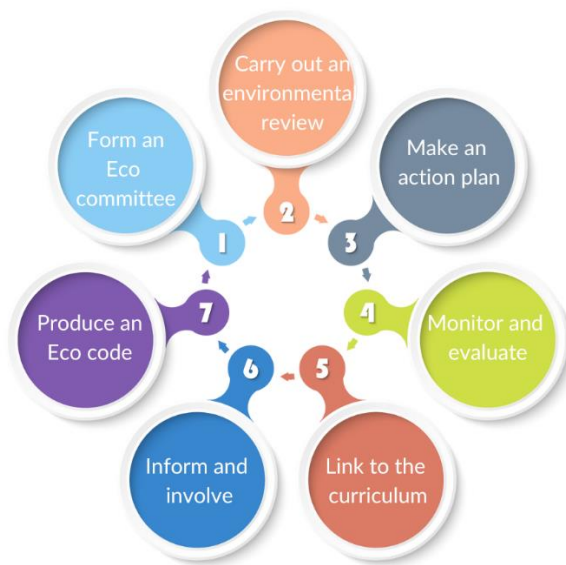 1
Form an
Eco
committee
2
Carry out an
environmental
review
3
Make an
action plan
4
Monitor and
evaluate
5
Link to the
curriculum
6
Inform and
involve
7
Produce an
Eco code